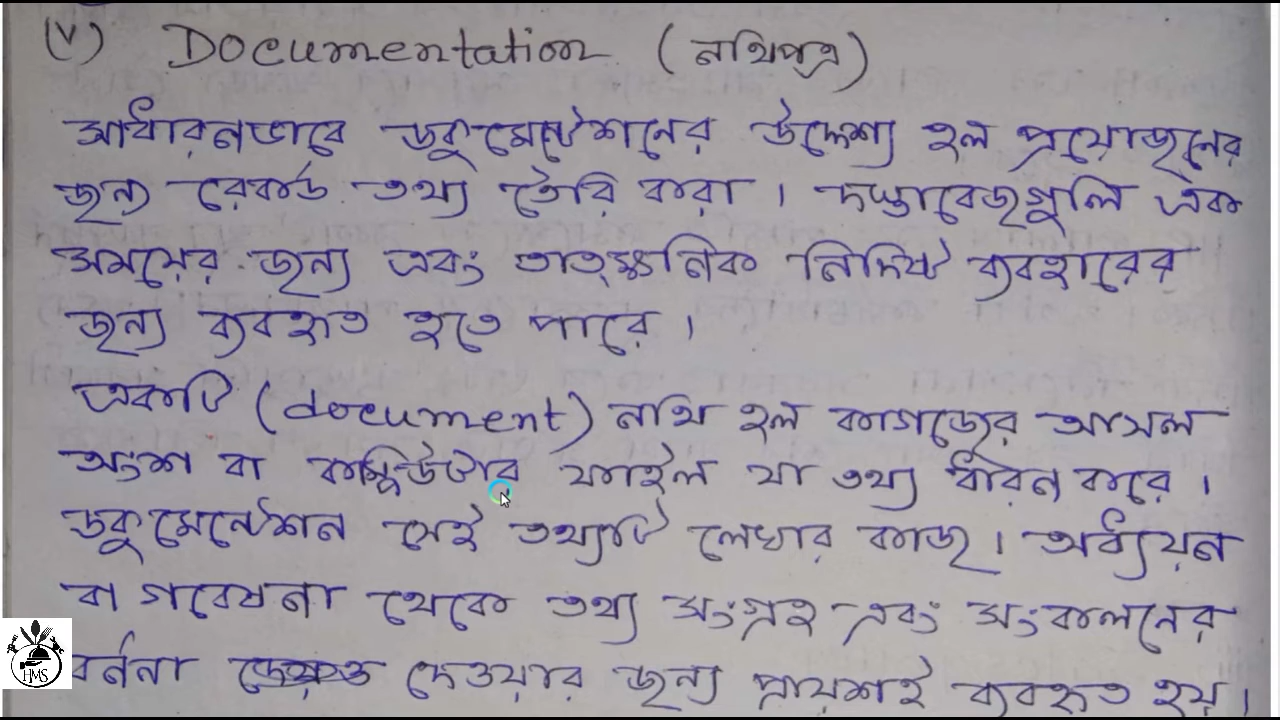 (V) Documentation (নথিপত্র)
সাধারনভাবে ডকুমেন্টেশনের উদ্দেশ্য হল প্রয়োজনের
জন্য রেকর্ড তথ্য তৈরি করা । দস্তাবেজগুলি এক
সময়ের জন্য এবং তাৎক্ষনিক নির্দিষ্ট ব্যবহারের
জন্য ব্যবহৃত হতে পারে ।
একটি (document) নথি হল কাগজের আসল
অংশ বা কম্পিউটার ফাইল যা তথ্য ধারন করে ।
ডকুমেন্টেশন সেই তথ্যটি লেখার কাজ । অধ্যয়ন
বা গবেষনা থেকে তথ্য সংগ্রহ এবং সংকলনের
বর্ননা দেওয়ার জন্য প্রায়শই ব্যবহৃত হয় ।
HMS